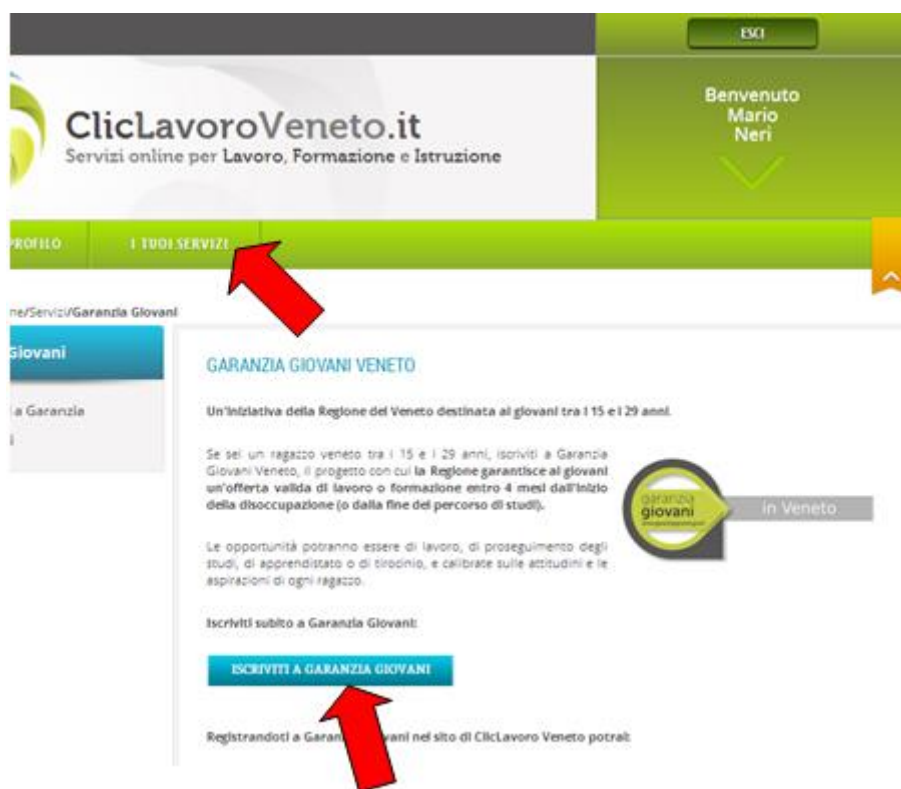 ESCI
Benvenuto
Mario
Neri
ClicLavoroVeneto.it
Servizi online per Lavoro, Formazione e Istruzione
PROFILO
I TUOI SERVIZI
ne/Servizi/Garanzia Giovani
Giovani
a Garanzia
GARANZIA GIOVANI VENETO
Un'iniziativa della Regione del Veneto destinata ai giovani tra i 15 e i 29 anni.
Se sei un ragazzo veneto tra i 15 e i 29 anni, iscriviti a Garanzia
Giovani Veneto, il progetto con cui la Regione garantisce ai giovani
un'offerta valida di lavoro o formazione entro 4 mesi dall'inizio
della disoccupazione (o dalla fine del percorso di studi).
garanzia
giovani
in Veneto
Le opportunità potranno essere di lavoro, di proseguimento degli
studi, di apprendistato o di tirocinio, e calibrate sulle attitudini e le
aspirazioni di ogni ragazzo.
Iscriviti subito a Garanzia Giovani:
ISCRIVITI A GARANZIA GIOVANI
Registrandoti a Garan vani nel sito di ClicLavoro Veneto potrai: